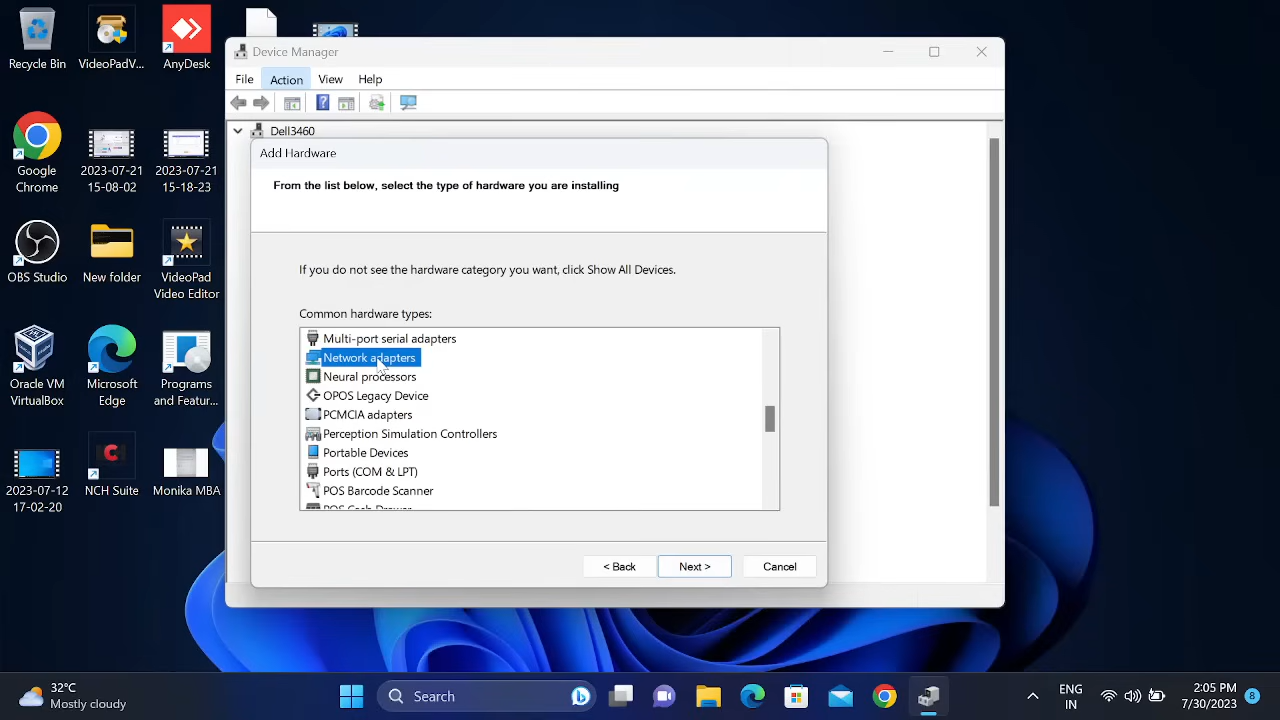 Recycle Bin
VideoPadV...
AnyDesk
Google
Chrome
2023-07-21
15-08-02
2023-07-21
15-18-23
OBS Studio
New folder
VideoPad
Video Editor
Oracle VM
VirtualBox
Microsoft
Edge
Programs
and Featur...
2023-07-12
17-02-20
NCH Suite
Monika MBA
Device Manager
File Action View Help
Dell3460
Add Hardware
From the list below, select the type of hardware you are installing
If you do not see the hardware category you want, click Show All Devices.
Common hardware types:
Multi-port serial adapters
Network adapters
Neural processors
OPOS Legacy Device
PCMCIA adapters
Perception Simulation Controllers
Portable Devices
Ports (COM & LPT)
POS Barcode Scanner
POS Cash Drawer
< Back Next > Cancel
32°C
Mostly cloudy
Search
ENG
IN
2:05 PM
7/30/2023
8